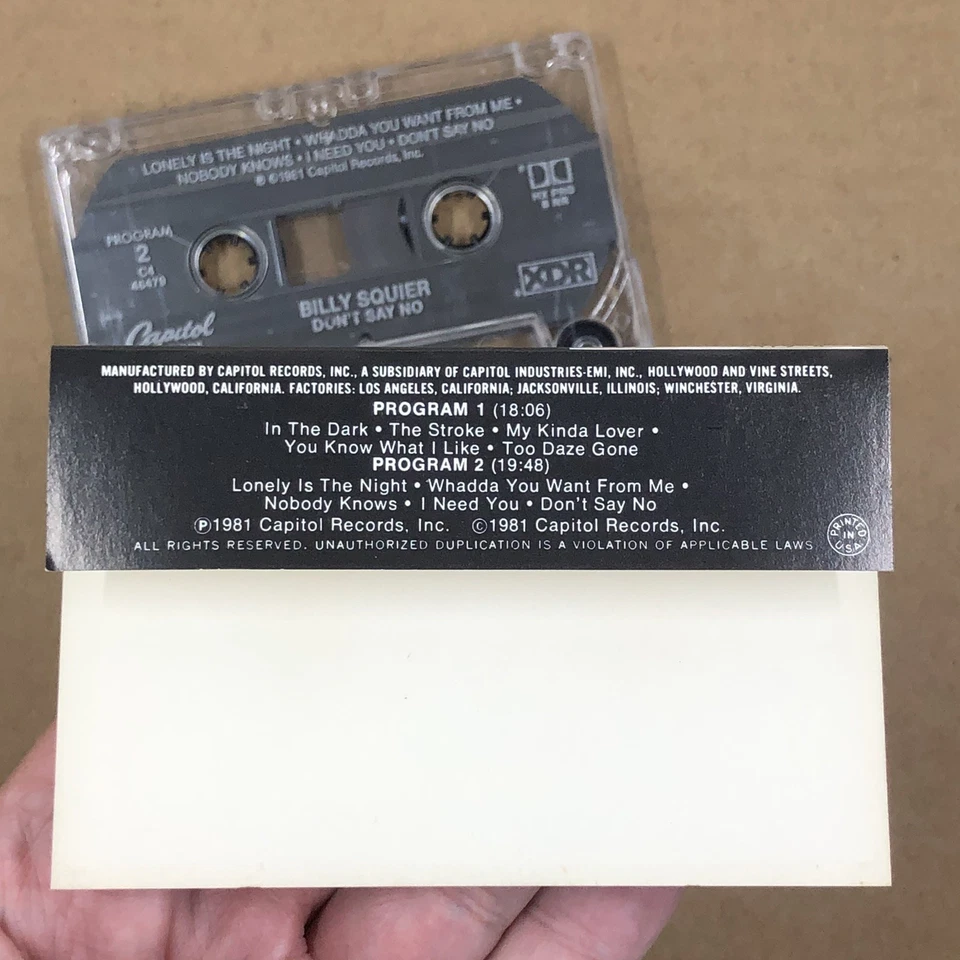 LONELY IS THE NIGHT • WHADDA YOU WANT FROM ME •
NOBODY KNOWS • I NEED YOU • DON'T SAY NO
℗ ©1981 Capitol Records, Inc.
PROGRAM
2
C4
46479
HX PRO
B NR
XDR
BILLY SQUIER
DON'T SAY NO
Capitol
MANUFACTURED BY CAPITOL RECORDS, INC., A SUBSIDIARY OF CAPITOL INDUSTRIES-EMI, INC., HOLLYWOOD AND VINE STREETS,
HOLLYWOOD, CALIFORNIA. FACTORIES: LOS ANGELES, CALIFORNIA; JACKSONVILLE, ILLINOIS; WINCHESTER, VIRGINIA.
PROGRAM 1 (18:06)
In The Dark • The Stroke • My Kinda Lover •
You Know What I Like • Too Daze Gone
PROGRAM 2 (19:48)
Lonely Is The Night • Whadda You Want From Me •
Nobody Knows • I Need You • Don't Say No
℗1981 Capitol Records, Inc. ©1981 Capitol Records, Inc.
ALL RIGHTS RESERVED. UNAUTHORIZED DUPLICATION IS A VIOLATION OF APPLICABLE LAWS
PRINTED
IN
U.S.A.